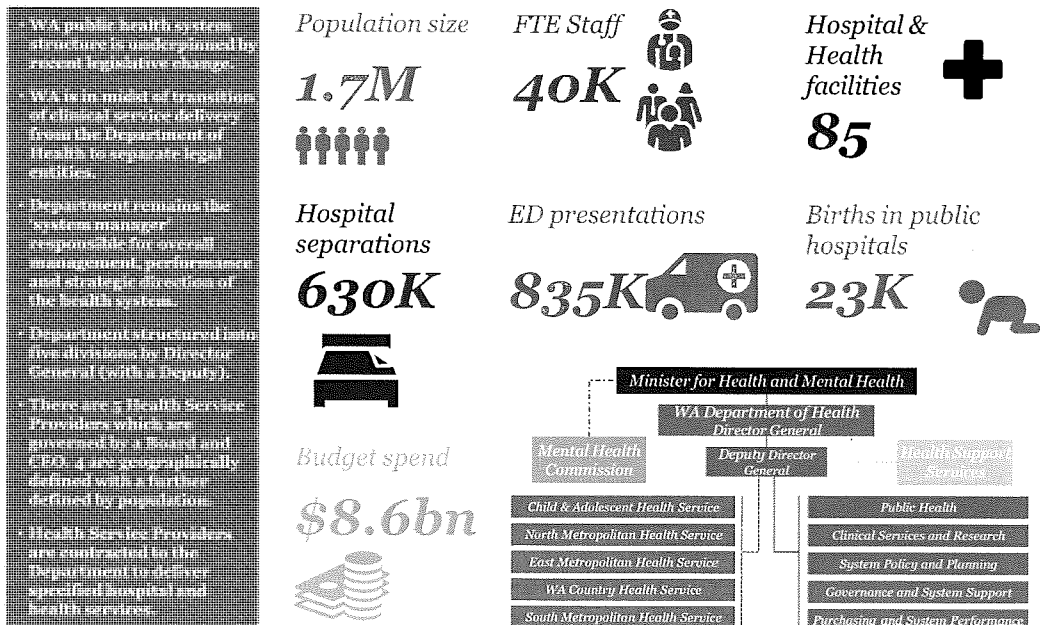 · WA public health system
structure is underpinned by
recent legislative change.
· WA is in midst of transition
of clinical service delivery
from the Department of
Health to separate legal
entities.
· Department remains the
'system manager'
responsible for overall
management, performance
and strategic direction of
the health system.
· Department structured into
five divisions by Director
General (with a Deputy).
· There are 5 Health Service
Providers which are
governed by a Board and
CEO. 4 are geographically
defined with a further
defined by population.
· Health Service Providers
are contracted to the
Department to deliver
specified hospital and
health services.
Population size
1.7M
FTE Staff
40K
Hospital &
Health
facilities
85
Hospital
separations
630K
ED presentations
835K
Births in public
hospitals
23K
Budget spend
$8.6bn
Minister for Health and Mental Health
WA Department of Health
Director General
Mental Health
Commission
Deputy Director
General
Health Support
Services
Child & Adolescent Health Service
North Metropolitan Health Service
East Metropolitan Health Service
WA Country Health Service
South Metropolitan Health Service
Public Health
Clinical Services and Research
System Policy and Planning
Governance and System Support
Purchasing and System Performance